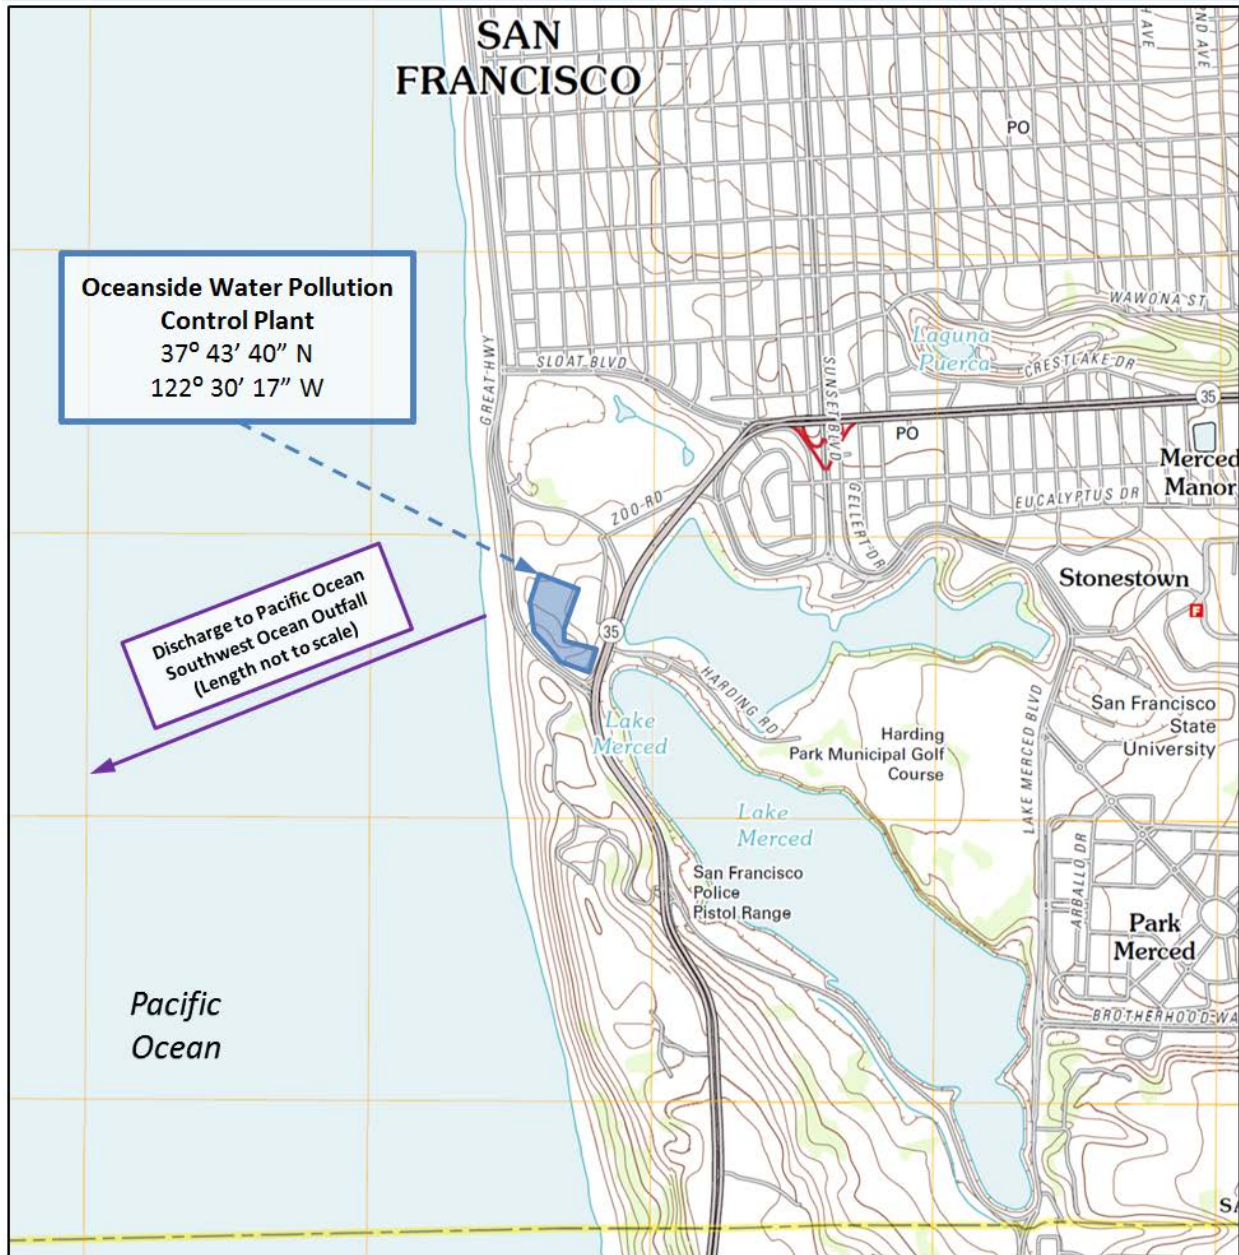 SAN
FRANCISCO
H AVE
ND AVE
PO
Oceanside Water Pollution
Control Plant
37° 43’ 40” N
122° 30’ 17” W
WAWONA ST
Laguna
Puerca
CRESTLAKE DR
GREAT HWY
SLOAT BLVD
SUNSET BLVD
35
PO
Merced
Manor
ZOO RD
GELLERT DR
EUCALYPTUS DR
Stonestown
F
Discharge to Pacific Ocean
Southwest Ocean Outfall
(Length not to scale)
35
HARDING RD
Lake
Merced
Harding
Park Municipal Golf
Course
LAKE MERCED BLVD
San Francisco
State
University
Lake
Merced
San Francisco
Police
Pistol Range
ARBALLO DR
Park
Merced
Pacific
Ocean
BROTHERHOOD WA
SA